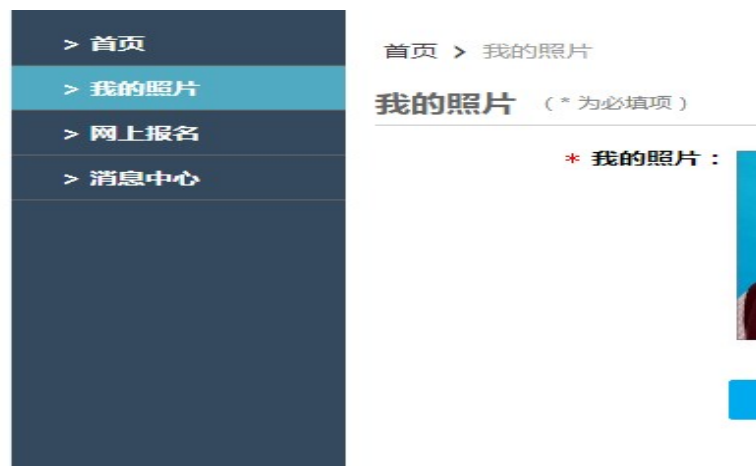 > 首页
> 我的照片
> 网上报名
> 消息中心
首页 > 我的照片
我的照片 (* 为必填项)
* 我的照片：